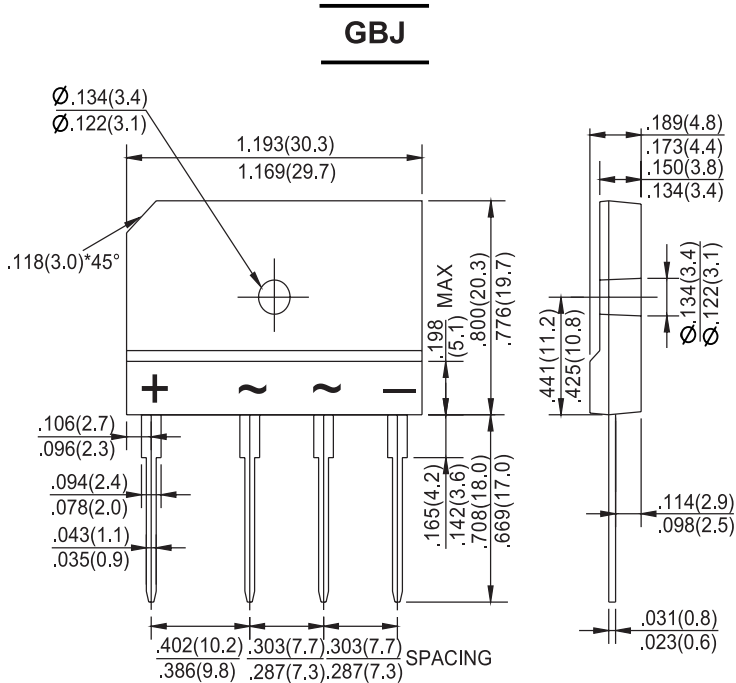 GBJ
Ø.134(3.4)
Ø.122(3.1)
1.193(30.3)
1.169(29.7)
.189(4.8)
.173(4.4)
.150(3.8)
.134(3.4)
.118(3.0)*45°
.198 MAX
(5.1)
.800(20.3)
.776(19.7)
.441(11.2)
.425(10.8)
Ø.134(3.4)
Ø.122(3.1)
+ ~ ~ —
.106(2.7)
.096(2.3)
.094(2.4)
.078(2.0)
.043(1.1)
.035(0.9)
.165(4.2)
.142(3.6)
.708(18.0)
.669(17.0)
.114(2.9)
.098(2.5)
.031(0.8)
.023(0.6)
.402(10.2) .303(7.7) .303(7.7) SPACING
.386(9.8) .287(7.3) .287(7.3)